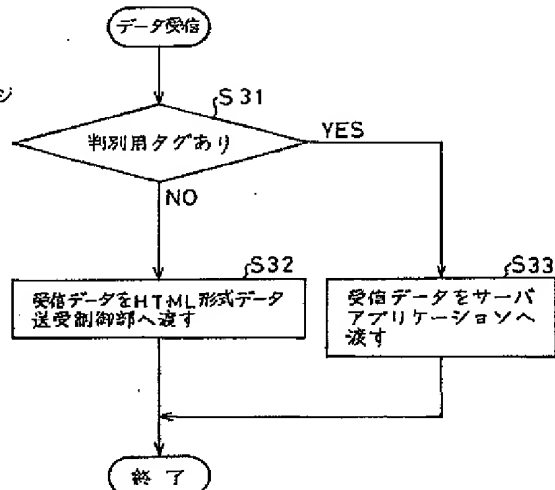 データ受信
ジ
S31
判別用タグあり
YES
NO
S32
受信データをHTML形式データ
送受制御部へ渡す
S33
受信データをサーバ
アプリケーションへ
渡す
終了